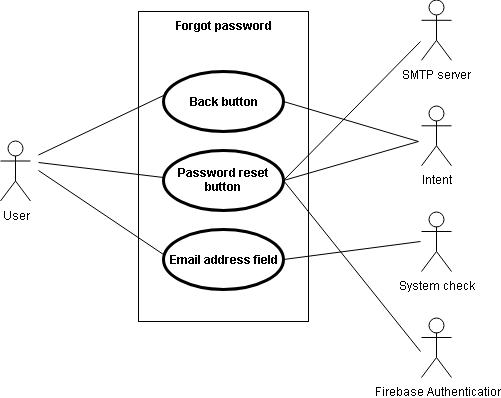 Forgot password
SMTP server
Back button
Intent
Password reset
button
User
Email address field
System check
Firebase Authentication